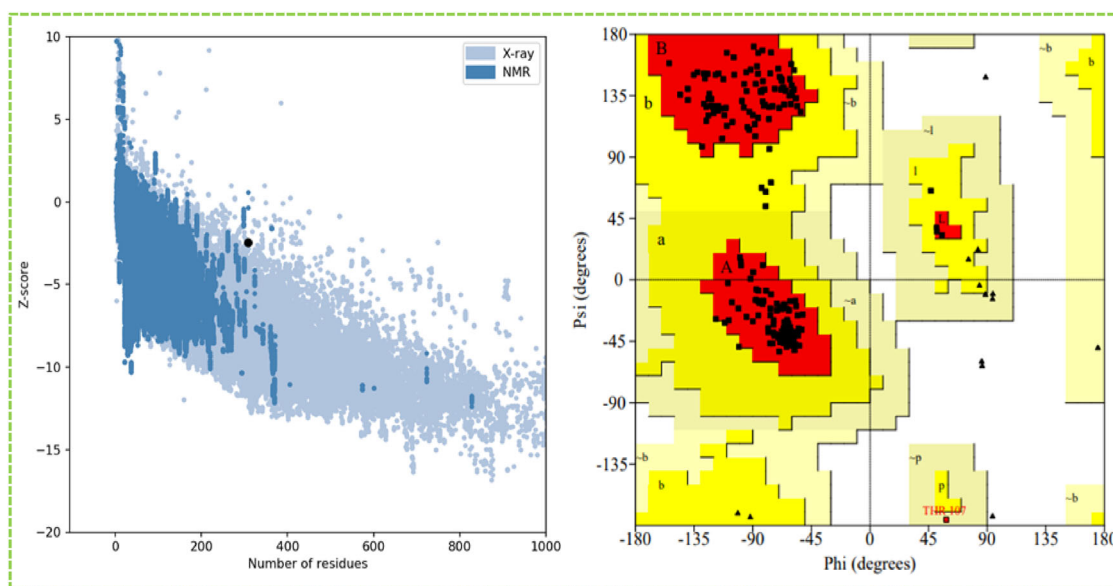 10
5
0
−5
−10
−15
−20
Z-score
0
200
400
600
800
1000
Number of residues
X-ray
NMR
180
135
90
45
0
-45
-90
-135
Psi (degrees)
B
b
~b
~b
b
~l
l
L
a
A
~a
~b
b
~p
p
~b
THR 107
-180
-135
-90
-45
0
45
90
135
180
Phi (degrees)